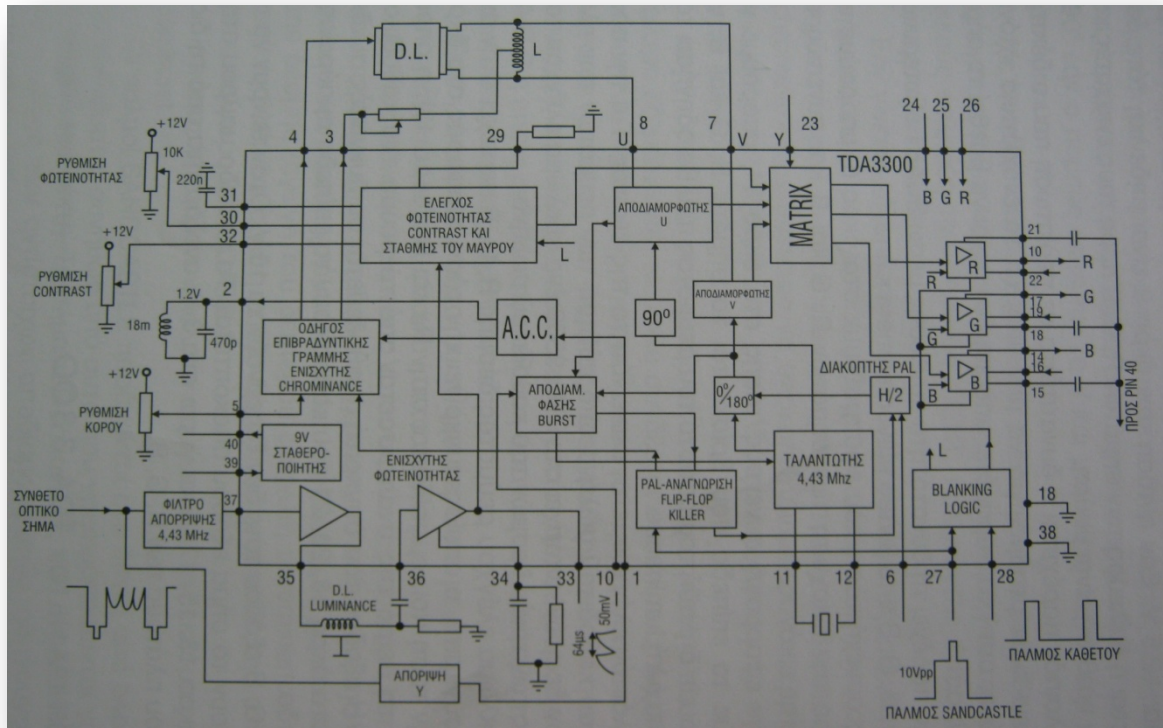 D.L.
L
4
3
29
U
8
7
V
Y
23
24
25
26
TDA3300
B
G
R
+12V
10K
ΡΥΘΜΙΣΗ
ΦΩΤΕΙΝΟΤΗΤΑΣ
220n
31
30
32
ΕΛΕΓΧΟΣ
ΦΩΤΕΙΝΟΤΗΤΑΣ
CONTRAST ΚΑΙ
ΣΤΑΘΜΗΣ ΤΟΥ ΜΑΥΡΟΥ
L
ΑΠΟΔΙΑΜΟΡΦΩΤΗΣ
U
MATRIX
+12V
ΡΥΘΜΙΣΗ
CONTRAST
1.2V
2
18m
470p
ΟΔΗΓΟΣ
ΕΠΙΒΡΑΔΥΝΤΙΚΗΣ
ΓΡΑΜΜΗΣ
ΕΝΙΣΧΥΤΗΣ
CHROMINANCE
A.C.C.
90º
ΑΠΟΔΙΑΜΟΡΦΩΤΗΣ
V
21
R
R
10
R
22
17
G
19
G
G
18
14
B
16
B
B
15
ΠΡΟΣ PIN 40
+12V
ΡΥΘΜΙΣΗ
ΚΟΡΟΥ
5
ΑΠΟΔΙΑΜ.
ΦΑΣΗΣ
BURST
0º/
180º
ΔΙΑΚΟΠΤΗΣ PAL
H/2
40
39
9V
ΣΤΑΘΕΡΟ-
ΠΟΙΗΤΗΣ
ΕΝΙΣΧΥΤΗΣ
ΦΩΤΕΙΝΟΤΗΤΑΣ
ΤΑΛΑΝΤΩΤΗΣ
4,43 Mhz
L
PAL-ΑΝΑΓΝΩΡΙΣΗ
FLIP-FLOP
KILLER
BLANKING
LOGIC
ΣΥΝΘΕΤΟ
ΟΠΤΙΚΟ
ΣΗΜΑ
ΦΙΛΤΡΟ
ΑΠΟΡΡΙΨΗΣ
4,43 MHz
37
18
38
35
36
34
33
10
1
11
12
6
27
28
D.L.
LUMINANCE
50mV
64μs
ΑΠΟΡΙΨΗ
Y
10Vpp
ΠΑΛΜΟΣ ΚΑΘΕΤΟΥ
ΠΑΛΜΟΣ SANDCASTLE